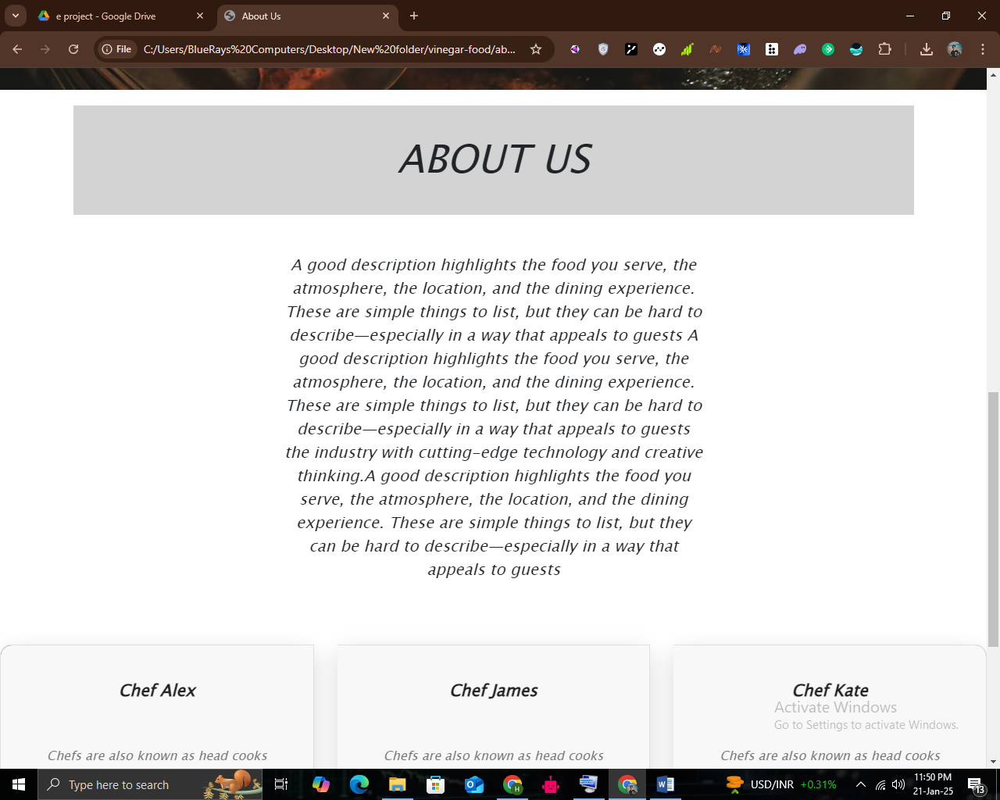 e project - Google Drive
About Us
File
C:/Users/BlueRays%20Computers/Desktop/New%20folder/vinegar-food/ab...
ABOUT US
A good description highlights the food you serve, the
atmosphere, the location, and the dining experience.
These are simple things to list, but they can be hard to
describe—especially in a way that appeals to guests A
good description highlights the food you serve, the
atmosphere, the location, and the dining experience.
These are simple things to list, but they can be hard to
describe—especially in a way that appeals to guests
the industry with cutting-edge technology and creative
thinking.A good description highlights the food you
serve, the atmosphere, the location, and the dining
experience. These are simple things to list, but they
can be hard to describe—especially in a way that
appeals to guests
Chef Alex
Chef James
Chef Kate
Activate Windows
Go to Settings to activate Windows.
Chefs are also known as head cooks
Chefs are also known as head cooks
Chefs are also known as head cooks
Type here to search
H
W
USD/INR +0.31%
11:50 PM
21-Jan-25
13